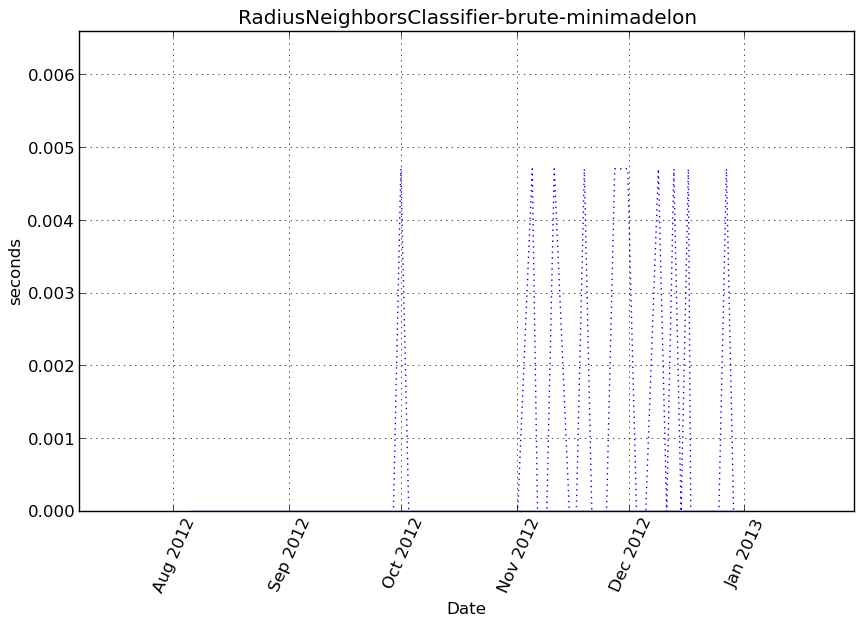 RadiusNeighborsClassifier-brute-minimadelon
0.006
0.005
0.004
0.003
0.002
0.001
0.000
seconds
Aug 2012
Sep 2012
Oct 2012
Nov 2012
Dec 2012
Jan 2013
Date